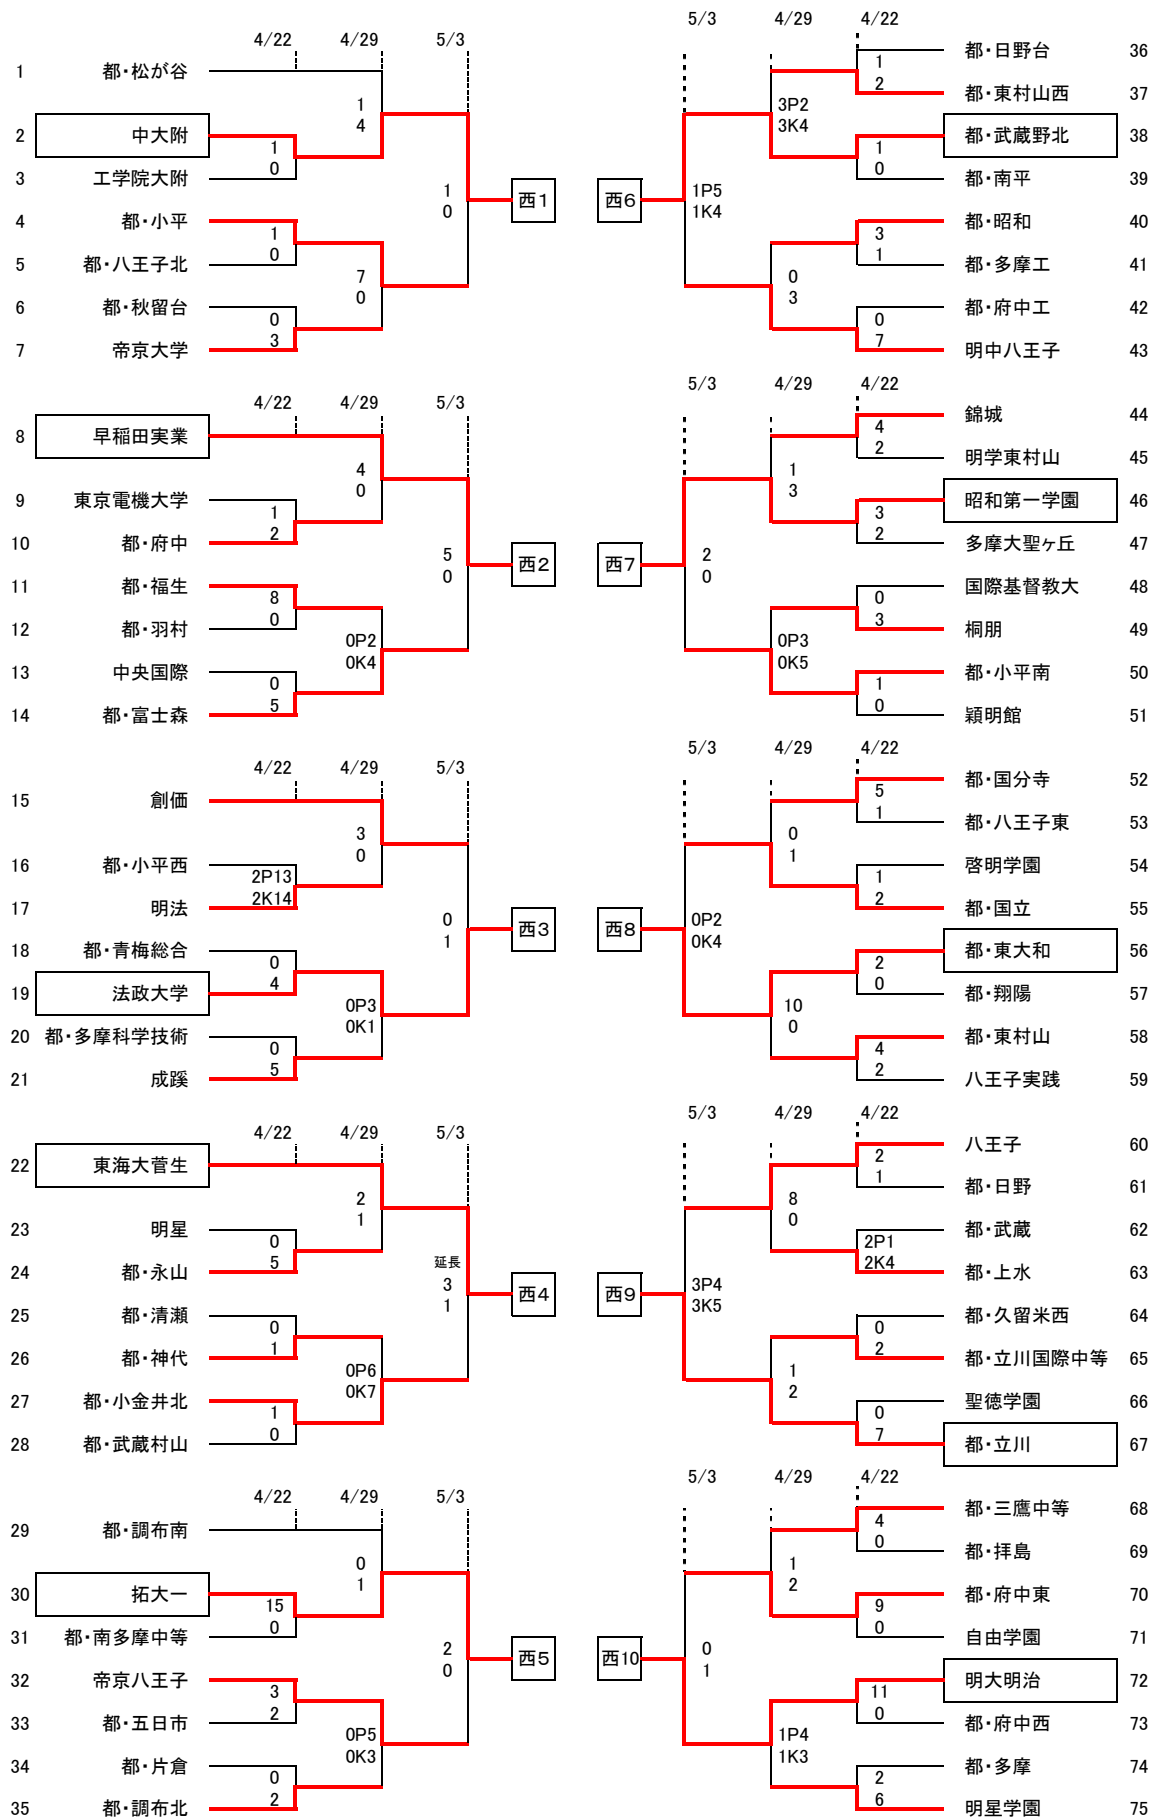 4/22 4/29 5/3
1 都・松が谷
1
4
2 中大附
1
0
3 工学院大附
1
0
西1
4 都・小平
1
0
5 都・八王子北
7
0
6 都・秋留台
0
3
7 帝京大学
4/22 4/29 5/3
8 早稲田実業
4
0
9 東京電機大学
1
2
10 都・府中
5
0
西2
11 都・福生
8
0
12 都・羽村
0P2
0K4
13 中央国際
0
5
14 都・富士森
4/22 4/29 5/3
15 創価
3
0
16 都・小平西
2P13
2K14
17 明法
0
1
西3
18 都・青梅総合
0
4
19 法政大学
0P3
0K1
20 都・多摩科学技術
0
5
21 成蹊
4/22 4/29 5/3
22 東海大菅生
2
1
23 明星
0
5
24 都・永山
延長
3
1
西4
25 都・清瀬
0
1
26 都・神代
0P6
0K7
27 都・小金井北
1
0
28 都・武蔵村山
4/22 4/29 5/3
29 都・調布南
0
1
30 拓大一
15
0
31 都・南多摩中等
2
0
西5
32 帝京八王子
3
2
33 都・五日市
0P5
0K3
34 都・片倉
0
2
35 都・調布北
5/3 4/29 4/22
都・日野台 36
1
2
都・東村山西 37
3P2
3K4
都・武蔵野北 38
1
0
都・南平 39
西6
1P5
1K4
都・昭和 40
3
1
都・多摩工 41
0
3
都・府中工 42
0
7
明中八王子 43
5/3 4/29 4/22
錦城 44
4
2
明学東村山 45
1
3
昭和第一学園 46
3
2
多摩大聖ヶ丘 47
西7
2
0
国際基督教大 48
0
3
桐朋 49
0P3
0K5
都・小平南 50
1
0
穎明館 51
5/3 4/29 4/22
都・国分寺 52
5
1
都・八王子東 53
0
1
啓明学園 54
1
2
都・国立 55
西8
0P2
0K4
都・東大和 56
2
0
都・翔陽 57
10
0
都・東村山 58
4
2
八王子実践 59
5/3 4/29 4/22
八王子 60
2
1
都・日野 61
8
0
都・武蔵 62
2P1
2K4
都・上水 63
西9
3P4
3K5
都・久留米西 64
0
2
都・立川国際中等 65
1
2
聖徳学園 66
0
7
都・立川 67
5/3 4/29 4/22
都・三鷹中等 68
4
0
都・拝島 69
1
2
都・府中東 70
9
0
自由学園 71
西10
0
1
明大明治 72
11
0
都・府中西 73
1P4
1K3
都・多摩 74
2
6
明星学園 75